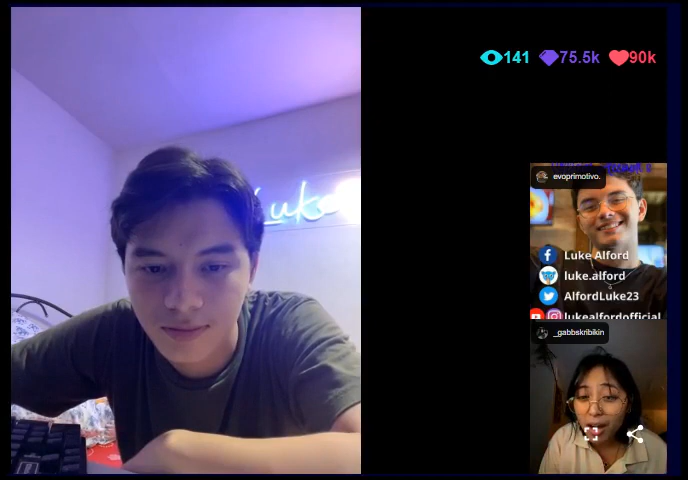 141 75.5k 90k
Luke
evoprimotivo.
Luke Alford
luke.alford
AlfordLuke23
lukealfordofficial
_gabbskribikin